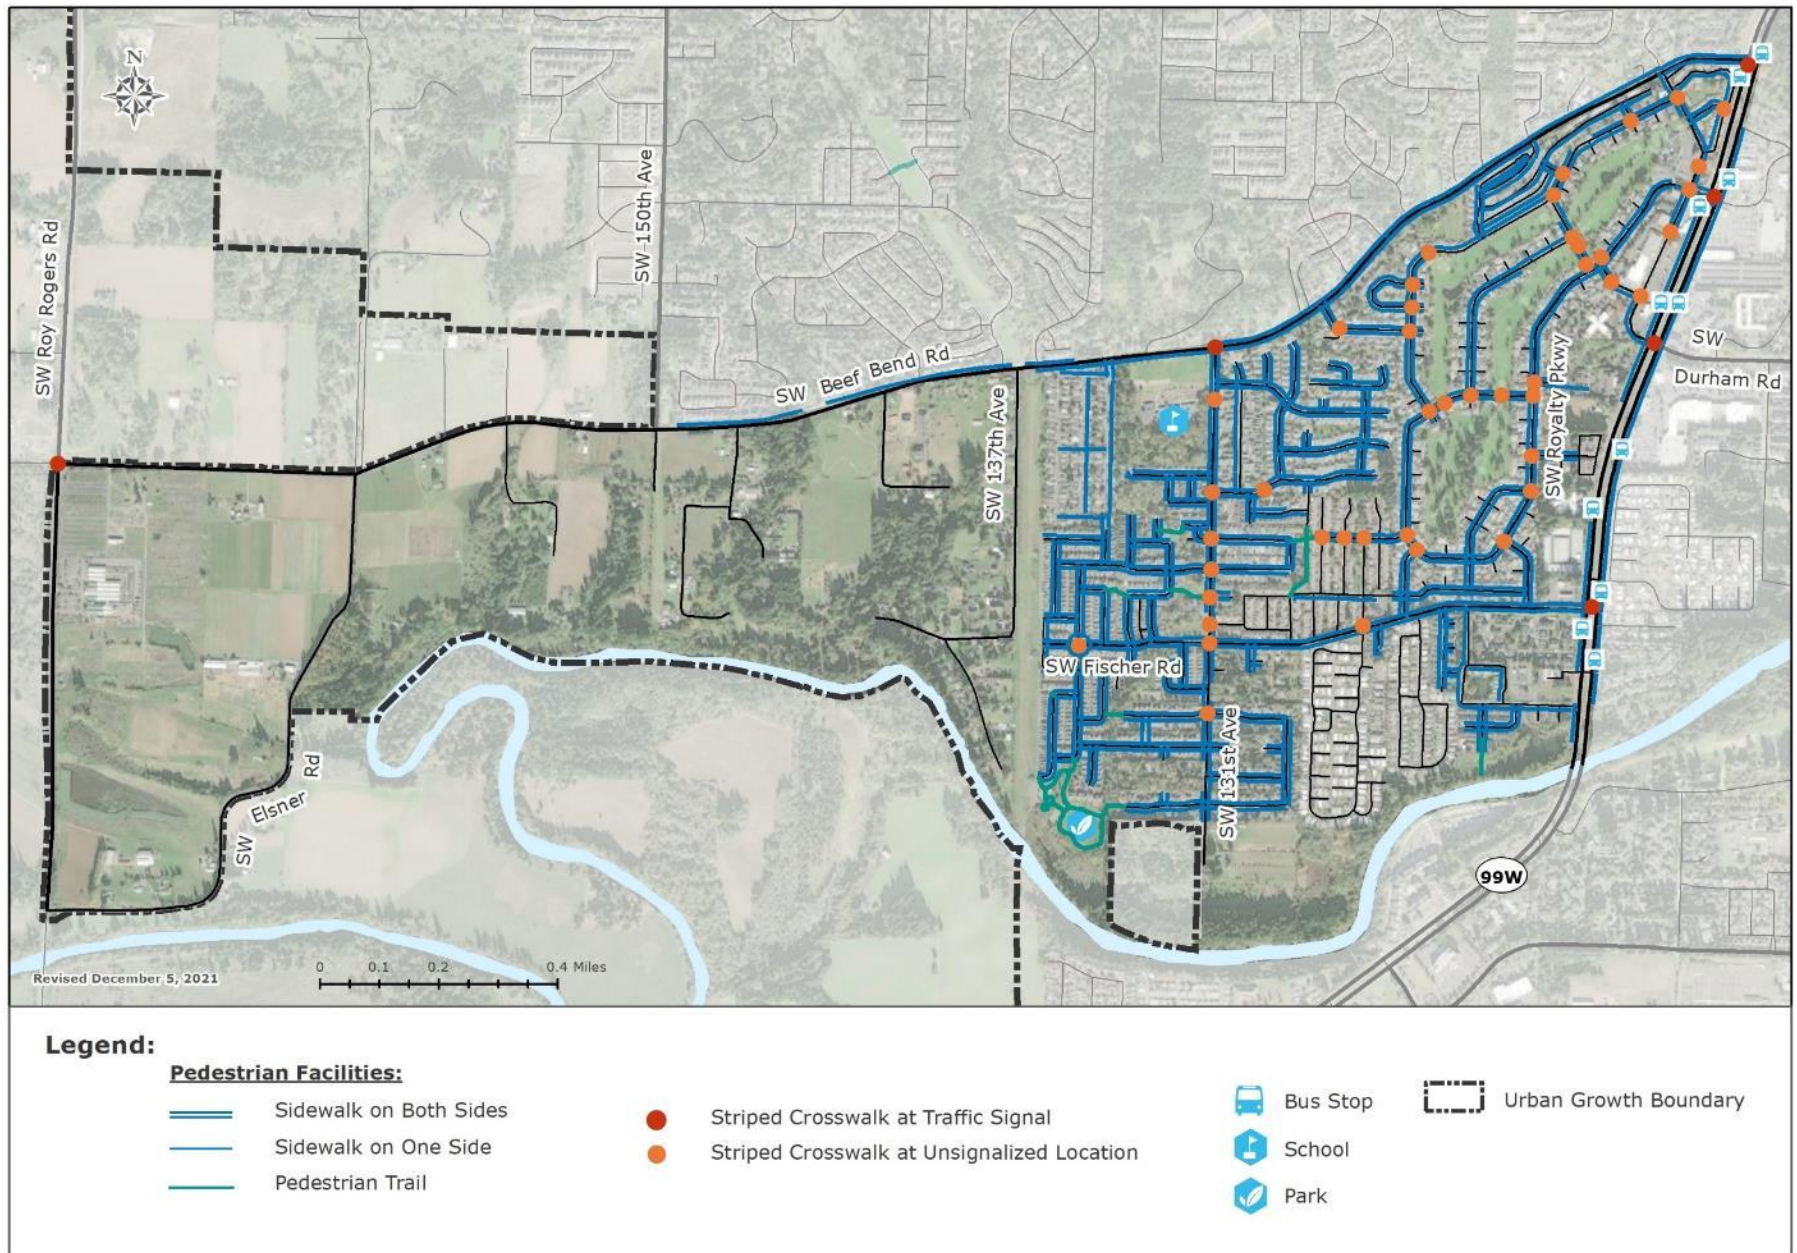 N
SW Roy Rogers Rd
SW 150th Ave
SW Beef Bend Rd
SW 137th Ave
SW Royalty Pkwy
SW
Durham Rd
SW Fischer Rd
SW 131st Ave
SW Elsner Rd
99W
0 0.1 0.2 0.4 Miles
Revised December 5, 2021
Legend:
Pedestrian Facilities:
Sidewalk on Both Sides
Sidewalk on One Side
Pedestrian Trail
Striped Crosswalk at Traffic Signal
Striped Crosswalk at Unsignalized Location
Bus Stop
School
Park
Urban Growth Boundary